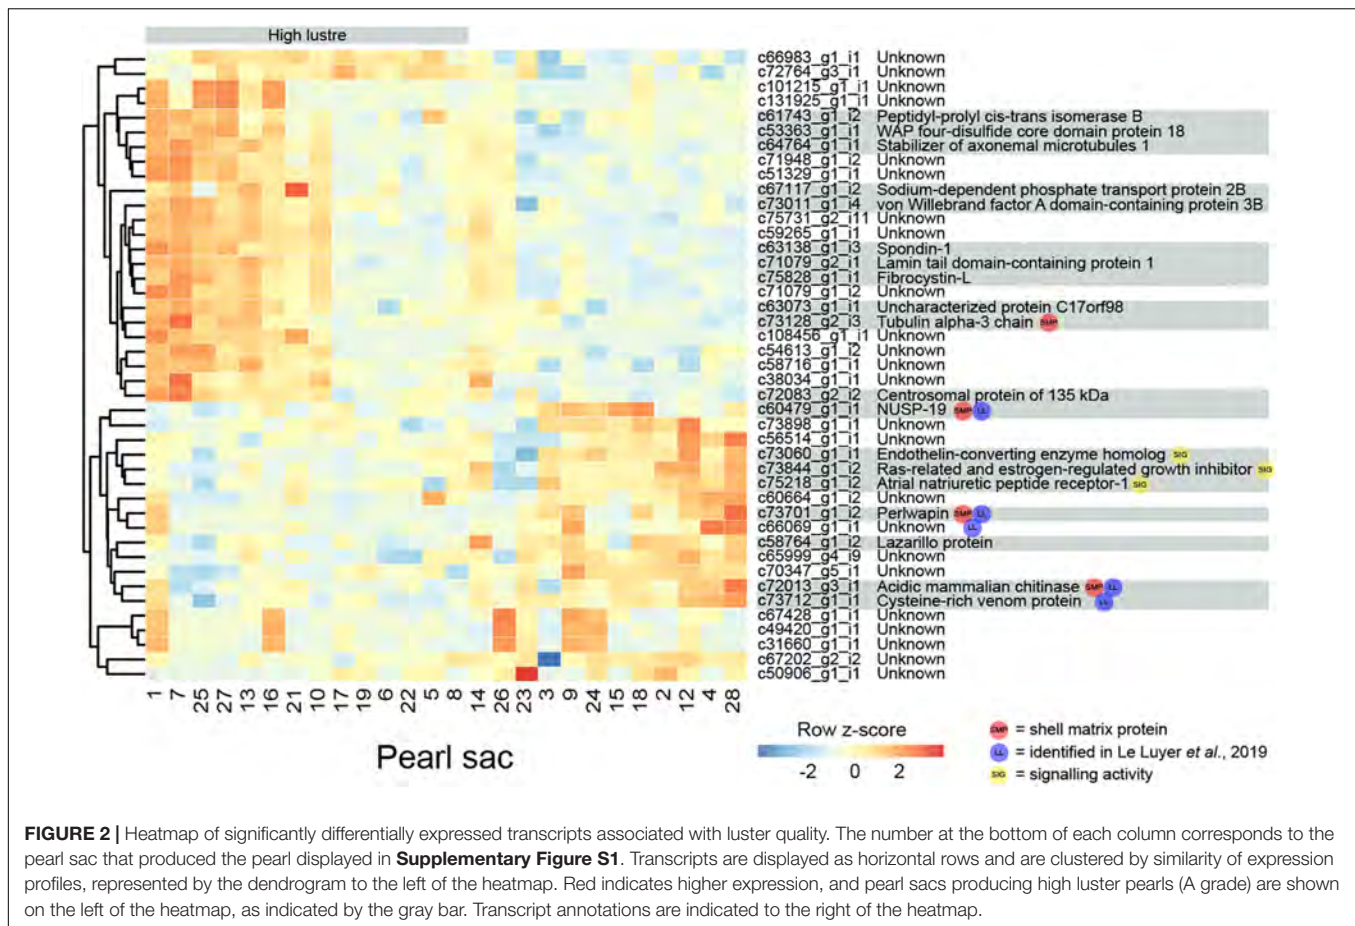 High lustre
c66983_g1_i1 Unknown
c72764_g3_i1 Unknown
c101215_g1_i1 Unknown
c131925_g1_i1 Unknown
c61743_g1_i2 Peptidyl-prolyl cis-trans isomerase B
c53363_g1_i1 WAP four-disulfide core domain protein 18
c64764_g1_i1 Stabilizer of axonemal microtubules 1
c71948_g1_i2 Unknown
c51329_g1_i1 Unknown
c67117_g1_i2 Sodium-dependent phosphate transport protein 2B
c73011_g1_i4 von Willebrand factor A domain-containing protein 3B
c75731_g2_i11 Unknown
c59265_g1_i1 Unknown
c63138_g1_i3 Spondin-1
c71079_g2_i1 Lamin tail domain-containing protein 1
c75828_g1_i1 Fibrocystin-L
c71079_g1_i2 Unknown
c63073_g1_i1 Uncharacterized protein C17orf98
c73128_g2_i3 Tubulin alpha-3 chain SMP
c108456_g1_i1 Unknown
c54613_g1_i2 Unknown
c58716_g1_i1 Unknown
c38034_g1_i1 Unknown
c72083_g2_i2 Centrosomal protein of 135 kDa
c60479_g1_i1 NUSP-19 SMP LL
c73898_g1_i1 Unknown
c56514_g1_i1 Unknown
c73060_g1_i1 Endothelin-converting enzyme homolog SIG
c73844_g1_i2 Ras-related and estrogen-regulated growth inhibitor SIG
c75218_g1_i2 Atrial natriuretic peptide receptor-1 SIG
c60664_g1_i2 Unknown
c73701_g1_i2 Perlwapin SMP LL
c66069_g1_i1 Unknown LL
c58764_g1_i2 Lazarillo protein
c65999_g4_i9 Unknown
c70347_g5_i1 Unknown
c72013_g3_i1 Acidic mammalian chitinase SMP LL
c73712_g1_i1 Cysteine-rich venom protein LL
c67428_g1_i1 Unknown
c49420_g1_i1 Unknown
c31660_g1_i1 Unknown
c67202_g2_i2 Unknown
c50906_g1_i1 Unknown
1 7 25 27 13 16 21 10 17 19 6 22 5 8 14 26 23 3 9 24 15 18 2 12 4 28
Pearl sac
Row z-score
-2 0 2
SMP = shell matrix protein
LL = identified in Le Luyer et al., 2019
SIG = signalling activity
FIGURE 2 | Heatmap of significantly differentially expressed transcripts associated with luster quality. The number at the bottom of each column corresponds to the
pearl sac that produced the pearl displayed in Supplementary Figure S1. Transcripts are displayed as horizontal rows and are clustered by similarity of expression
profiles, represented by the dendrogram to the left of the heatmap. Red indicates higher expression, and pearl sacs producing high luster pearls (A grade) are shown
on the left of the heatmap, as indicated by the gray bar. Transcript annotations are indicated to the right of the heatmap.